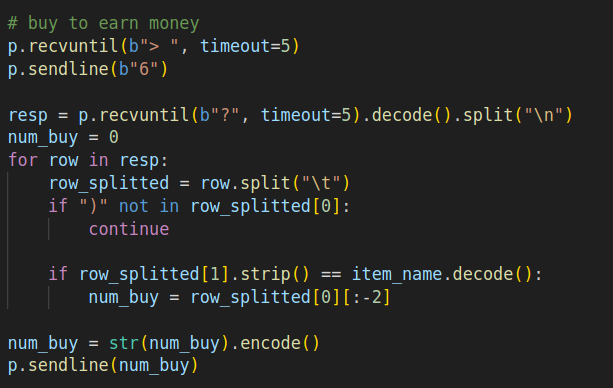 # buy to earn money
p.recvuntil(b"> ", timeout=5)
p.sendline(b"6")
resp = p.recvuntil(b"?", timeout=5).decode().split("\n")
num_buy = 0
for row in resp:
    row_splitted = row.split("\t")
    if ")" not in row_splitted[0]:
        continue
    if row_splitted[1].strip() == item_name.decode():
        num_buy = row_splitted[0][:-2]
num_buy = str(num_buy).encode()
p.sendline(num_buy)